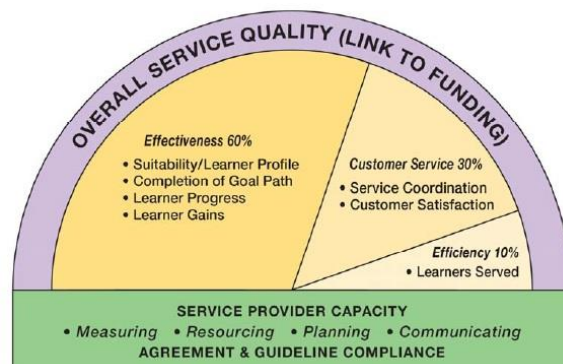 OVERALL SERVICE QUALITY (LINK TO FUNDING)
Effectiveness 60%
• Suitability/Learner Profile
• Completion of Goal Path
• Learner Progress
• Learner Gains
Customer Service 30%
• Service Coordination
• Customer Satisfaction
Efficiency 10%
• Learners Served
SERVICE PROVIDER CAPACITY
• Measuring • Resourcing • Planning • Communicating
AGREEMENT & GUIDELINE COMPLIANCE